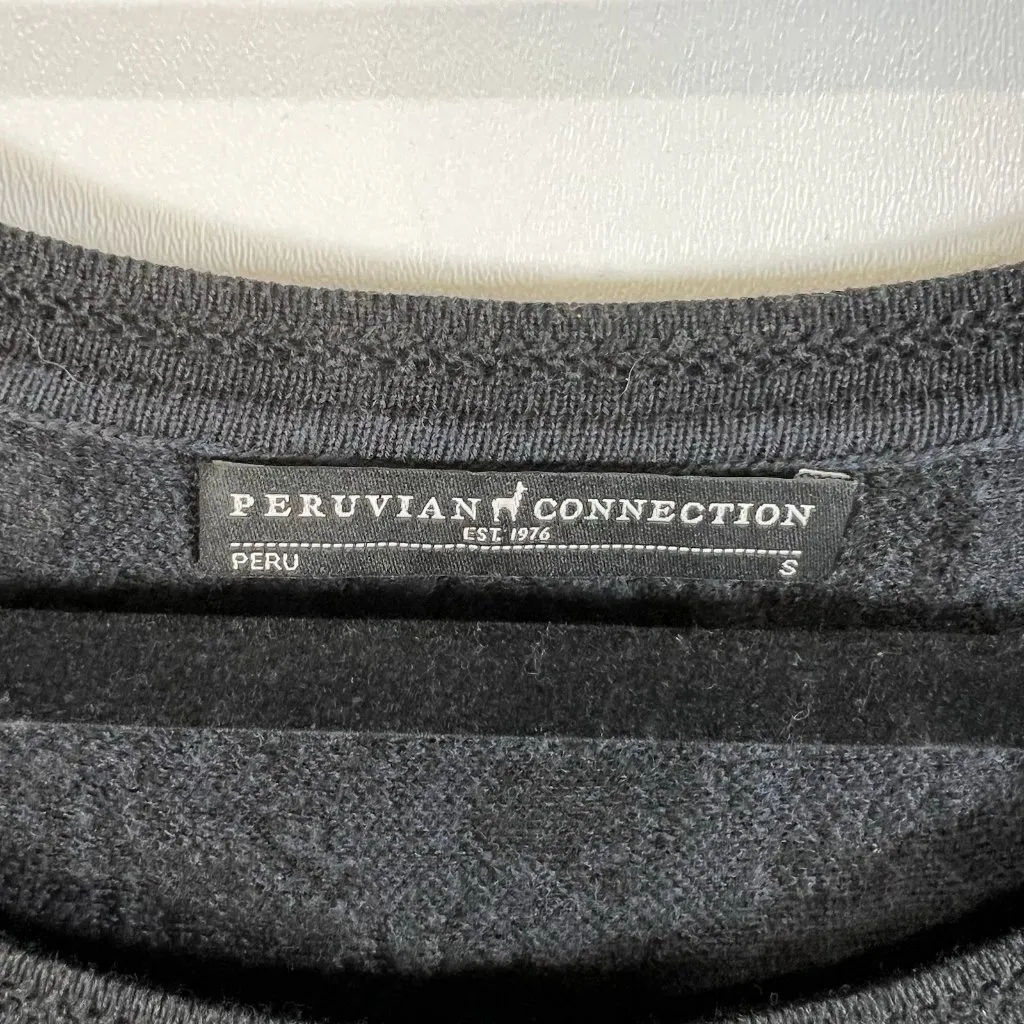 PERUVIAN CONNECTION
EST. 1976
PERU S